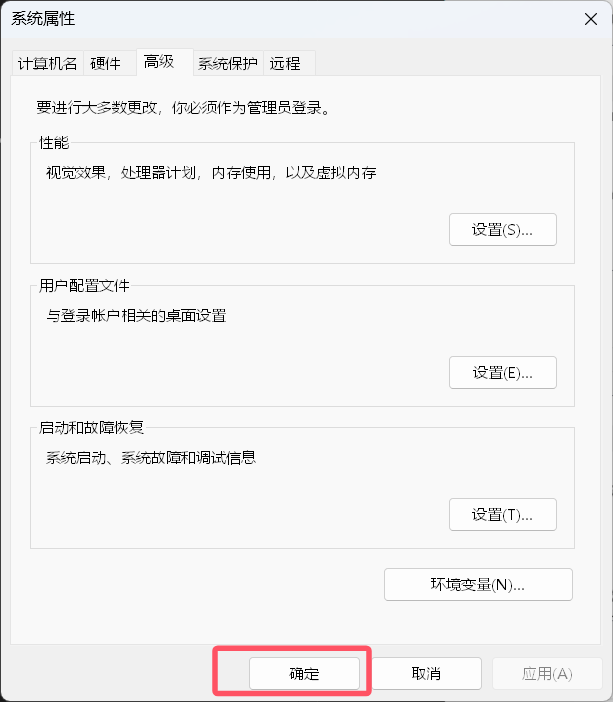 系统属性
计算机名 硬件 高级 系统保护 远程
要进行大多数更改，你必须作为管理员登录。
性能
视觉效果，处理器计划，内存使用，以及虚拟内存
设置(S)...
用户配置文件
与登录帐户相关的桌面设置
设置(E)...
启动和故障恢复
系统启动、系统故障和调试信息
设置(T)...
环境变量(N)...
确定 取消 应用(A)